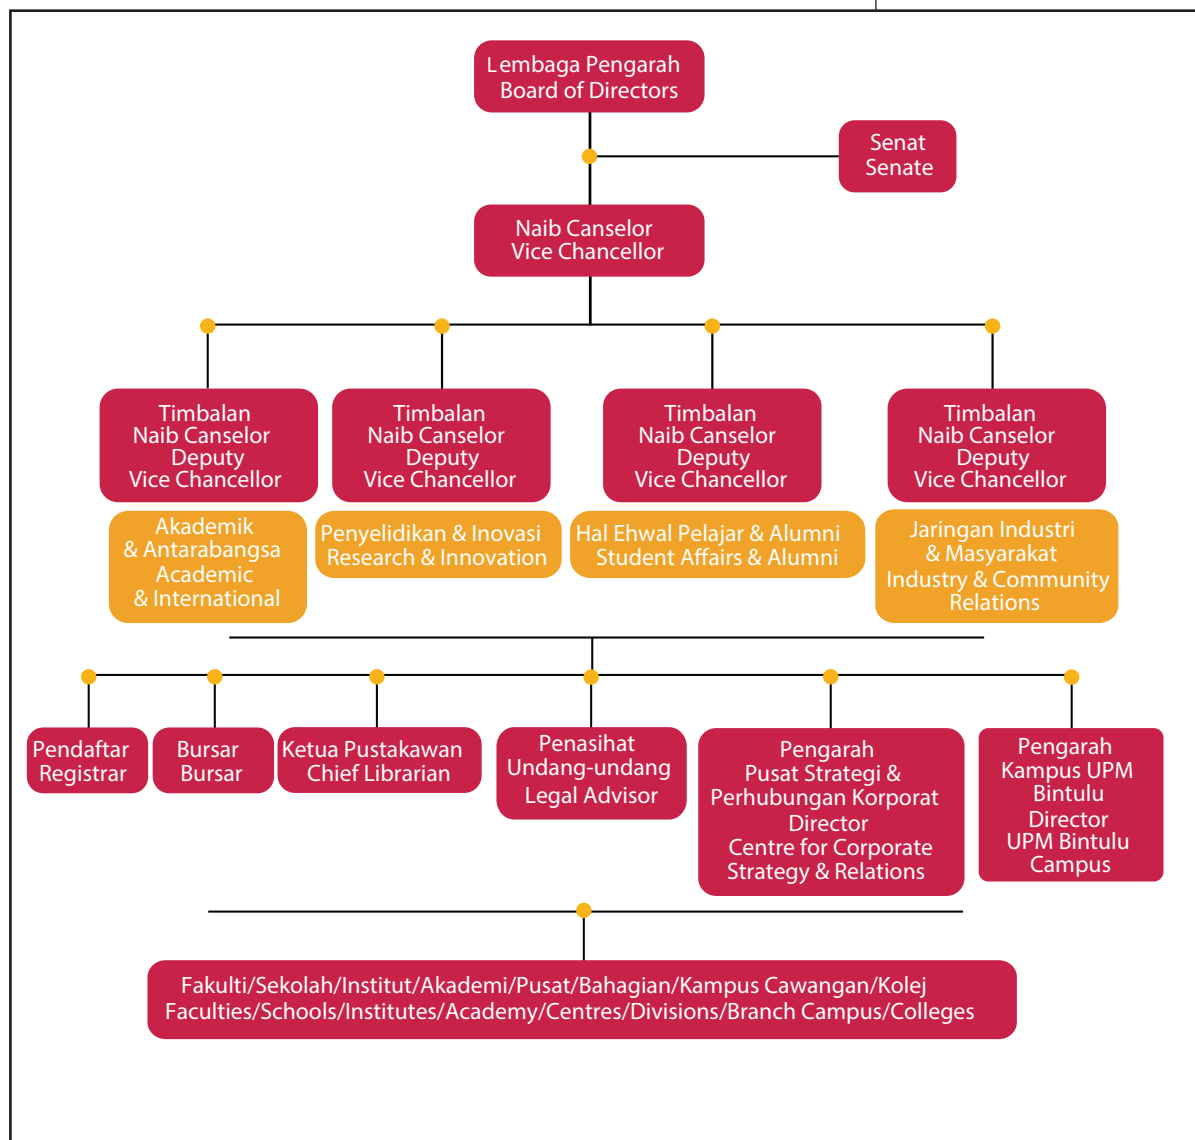 Lembaga Pengarah
Board of Directors
Senat
Senate
Naib Canselor
Vice Chancellor
Timbalan
Naib Canselor
Deputy
Vice Chancellor
Timbalan
Naib Canselor
Deputy
Vice Chancellor
Timbalan
Naib Canselor
Deputy
Vice Chancellor
Timbalan
Naib Canselor
Deputy
Vice Chancellor
Akademik
& Antarabangsa
Academic
& International
Penyelidikan & Inovasi
Research & Innovation
Hal Ehwal Pelajar & Alumni
Student Affairs & Alumni
Jaringan Industri
& Masyarakat
Industry & Community
Relations
Pendaftar
Registrar
Bursar
Bursar
Ketua Pustakawan
Chief Librarian
Penasihat
Undang-undang
Legal Advisor
Pengarah
Pusat Strategi &
Perhubungan Korporat
Director
Centre for Corporate
Strategy & Relations
Pengarah
Kampus UPM
Bintulu
Director
UPM Bintulu
Campus
Fakulti/Sekolah/Institut/Akademi/Pusat/Bahagian/Kampus Cawangan/Kolej
Faculties/Schools/Institutes/Academy/Centres/Divisions/Branch Campus/Colleges